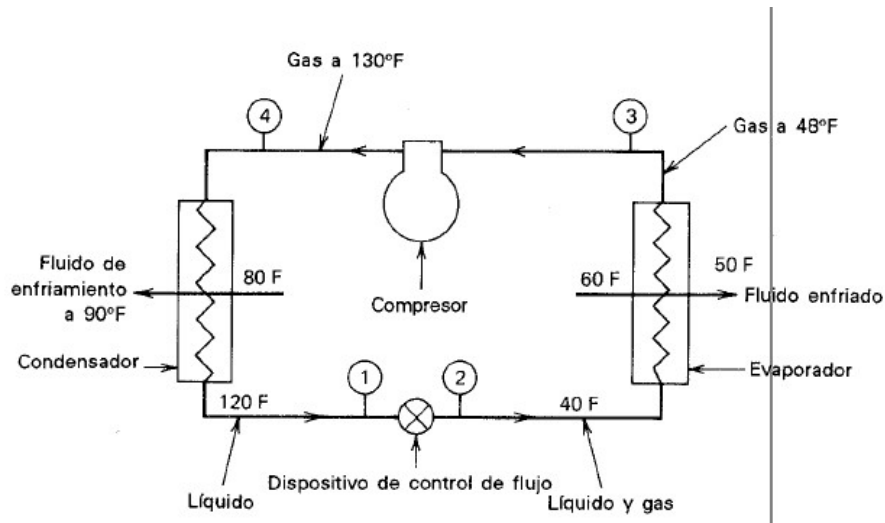 Gas a 130°F
4
3
Gas a 48°F
Fluido de
enfriamiento
a 90°F
80 F
Compresor
60 F
50 F
Fluido enfriado
Condensador
Evaporador
1
2
120 F
40 F
Dispositivo de control de flujo
Líquido
Líquido y gas